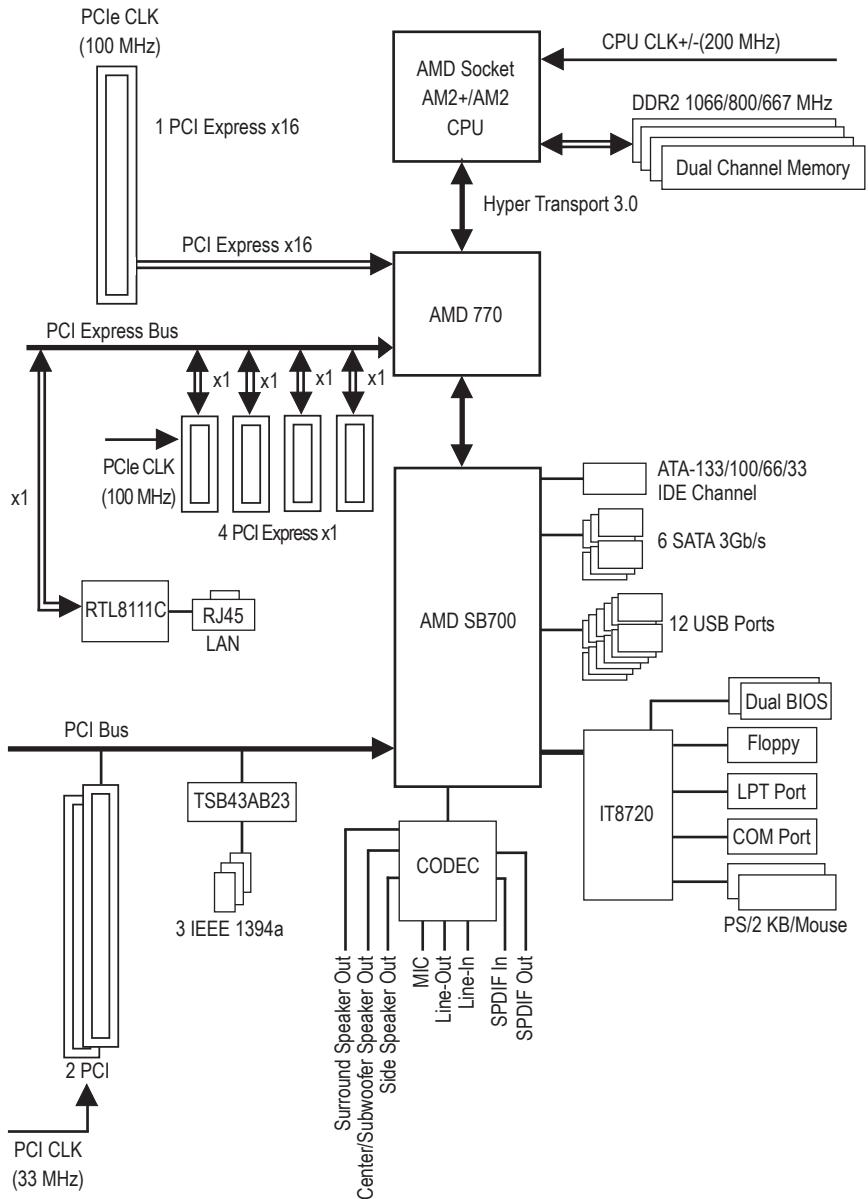 PCIe CLK
(100 MHz)
1 PCI Express x16
AMD Socket
AM2+/AM2
CPU
CPU CLK+/-(200 MHz)
DDR2 1066/800/667 MHz
Dual Channel Memory
Hyper Transport 3.0
PCI Express x16
AMD 770
PCI Express Bus
x1
x1
x1
x1
x1
PCIe CLK
(100 MHz)
4 PCI Express x1
RTL8111C
RJ45
LAN
AMD SB700
ATA-133/100/66/33
IDE Channel
6 SATA 3Gb/s
12 USB Ports
Dual BIOS
Floppy
LPT Port
COM Port
PS/2 KB/Mouse
IT8720
PCI Bus
TSB43AB23
3 IEEE 1394a
CODEC
Surround Speaker Out
Center/Subwoofer Speaker Out
Side Speaker Out
MIC
Line-Out
Line-In
SPDIF In
SPDIF Out
2 PCI
PCI CLK
(33 MHz)